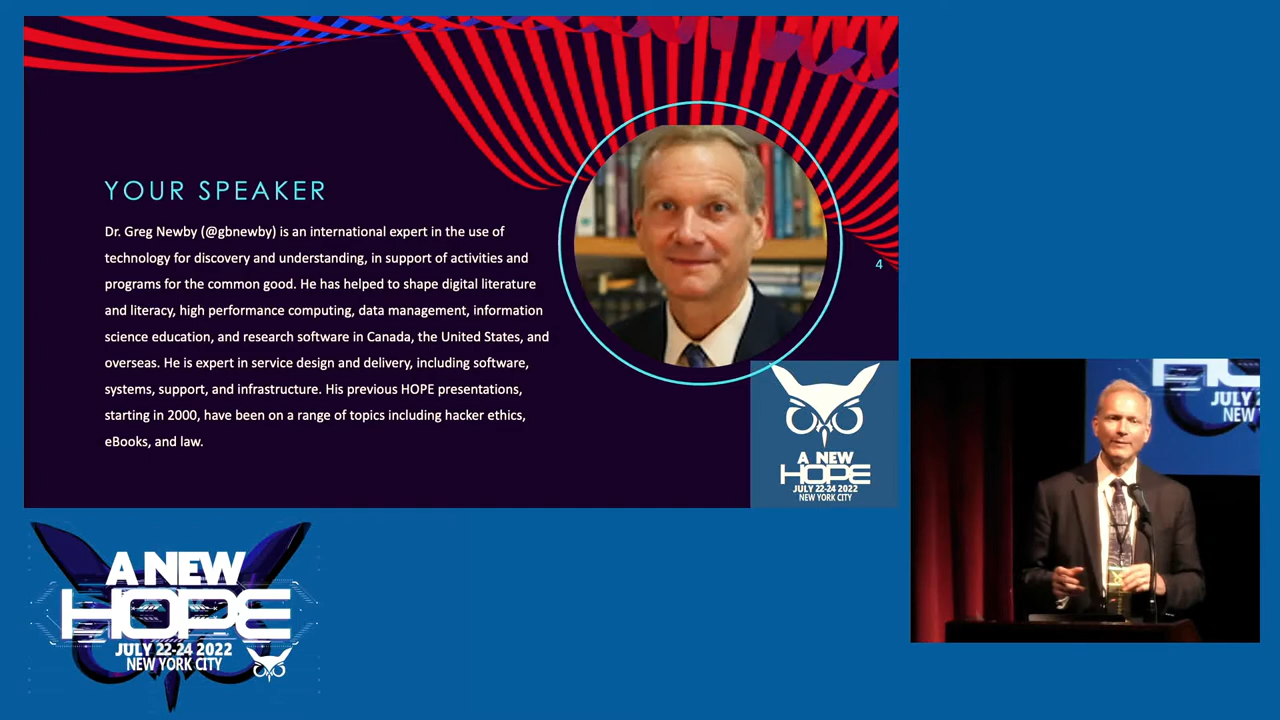 YOUR SPEAKER
Dr. Greg Newby (@gbnewby) is an international expert in the use of
technology for discovery and understanding, in support of activities and
programs for the common good. He has helped to shape digital literature
and literacy, high performance computing, data management, information
science education, and research software in Canada, the United States, and
overseas. He is expert in service design and delivery, including software,
systems, support, and infrastructure. His previous HOPE presentations,
starting in 2000, have been on a range of topics including hacker ethics,
eBooks, and law.
4
A NEW
HOPE
JULY 22-24 2022
NEW YORK CITY
JULY 2
NEW Y
A NEW
HOPE
JULY 22-24 2022
NEW YORK CITY